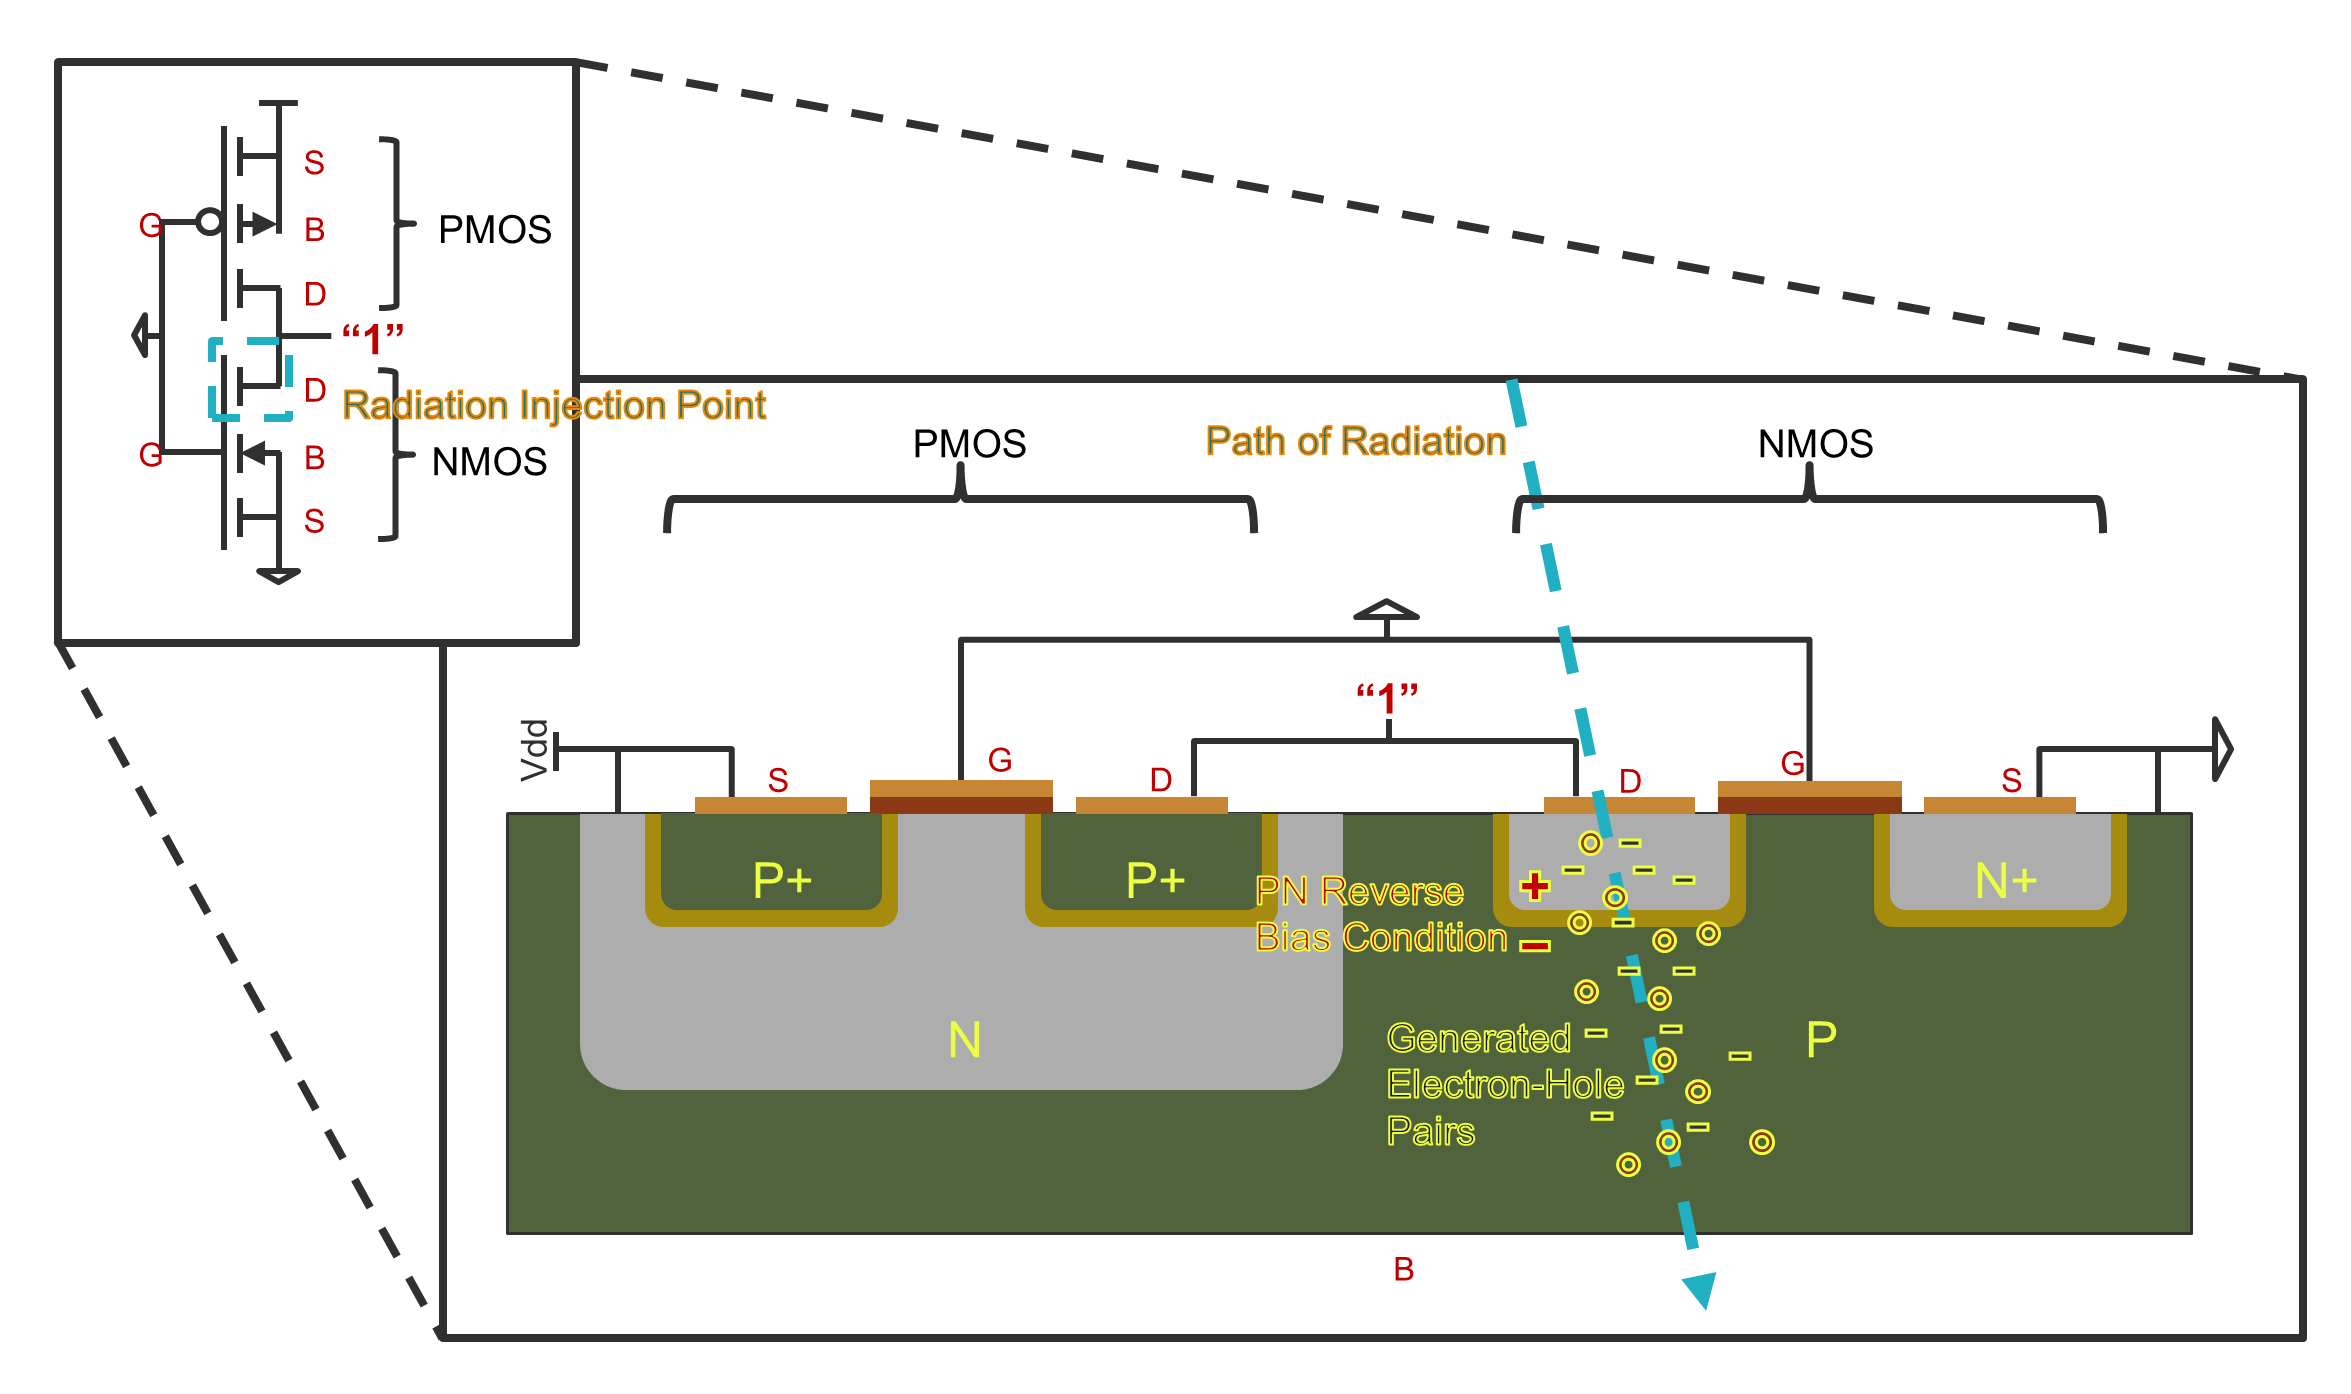 S
G
B
PMOS
D
“1”
D
Radiation Injection Point
G
B
NMOS
S
PMOS
Path of Radiation
NMOS
“1”
Vdd
S
G
D
D
G
S
P+
P+
PN Reverse
Bias Condition
+
−
N+
N
Generated
Electron-Hole
Pairs
P
B